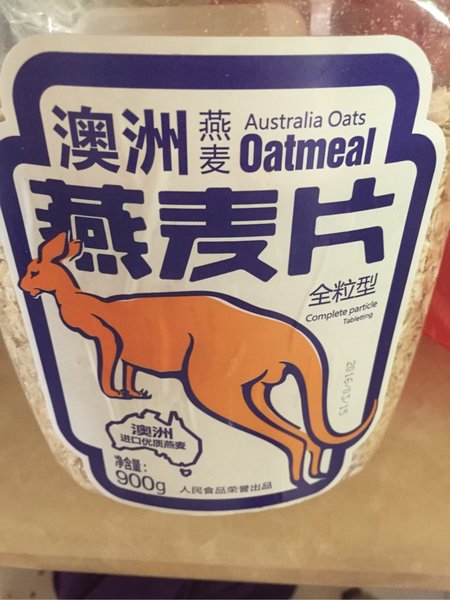 澳洲
燕麦
Australia Oats
Oatmeal
燕麦片
全粒型
Complete particle
Tabletting
2016/03/15
澳洲
进口优质燕麦
净含量：
900g
人民食品荣誉出品